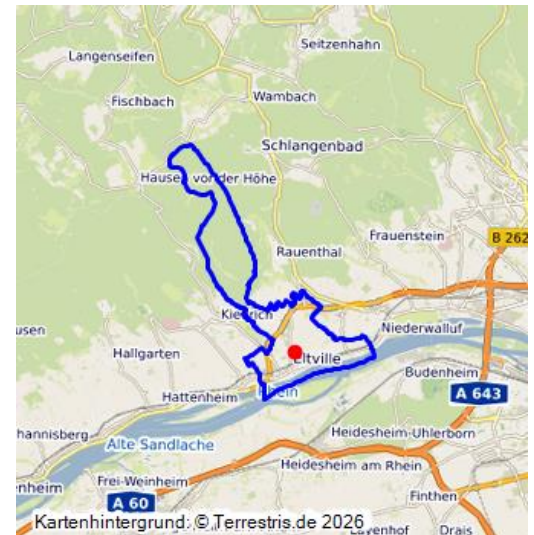 Seitzenhahn
Langenseifen
Fischbach
Wambach
Schlangenbad
Hausen vor der Höhe
Frauenstein
B 262
Rauenthal
Kiedrich
usen
Hallgarten
Niederwalluf
Eltville
Budenheim
A 643
Hattenheim
Rhein
hannisberg
Alte Sandlache
Heidesheim-Uhlerborn
Heidesheim am Rhein
enheim
Frei-Weinheim
Finthen
A 60
Kartenhintergrund: © Terrestris.de 2026
Layenhof
Drais